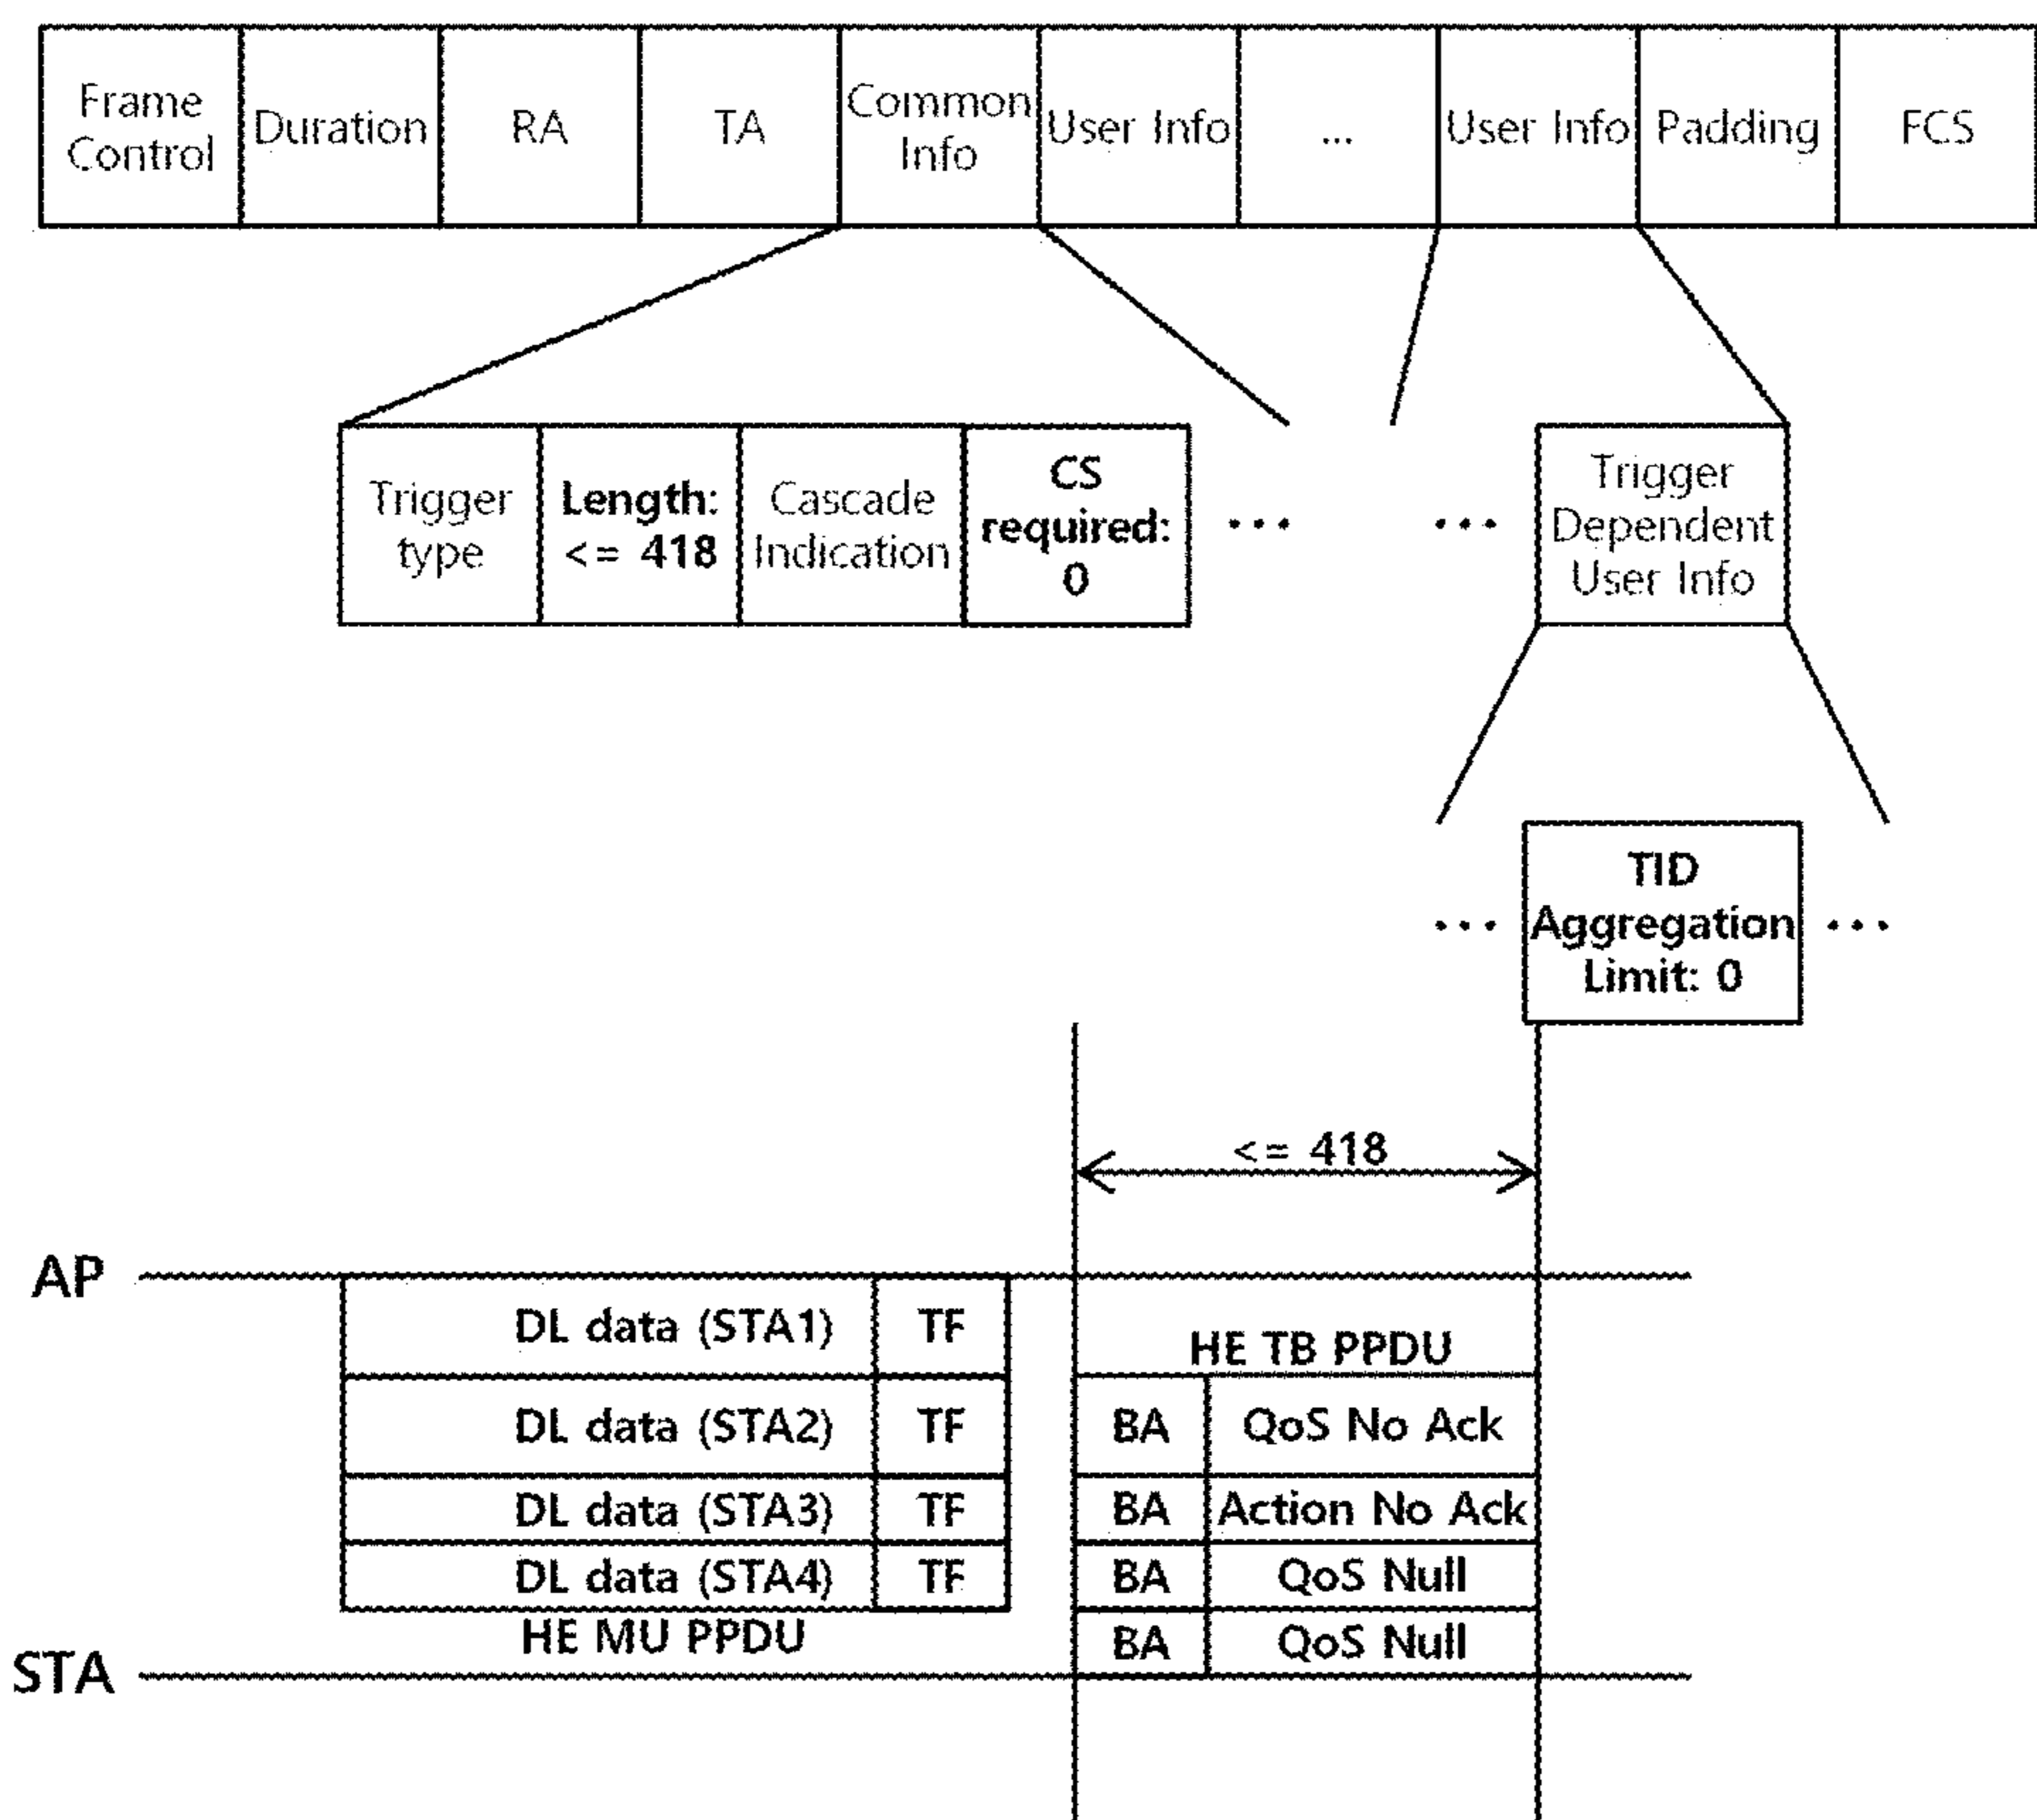 Frame
Control
Duration
RA
TA
Common
Info
User Info
...
User Info
Padding
FCS
Trigger
type
Length:
<= 418
Cascade
Indication
CS
required:
0
...
...
Trigger
Dependent
User Info
...
TID
Aggregation
Limit: 0
...
<= 418
AP
DL data (STA1)
TF
HE TB PPDU
DL data (STA2)
TF
BA
QoS No Ack
DL data (STA3)
TF
BA
Action No Ack
DL data (STA4)
TF
BA
QoS Null
HE MU PPDU
BA
QoS Null
STA